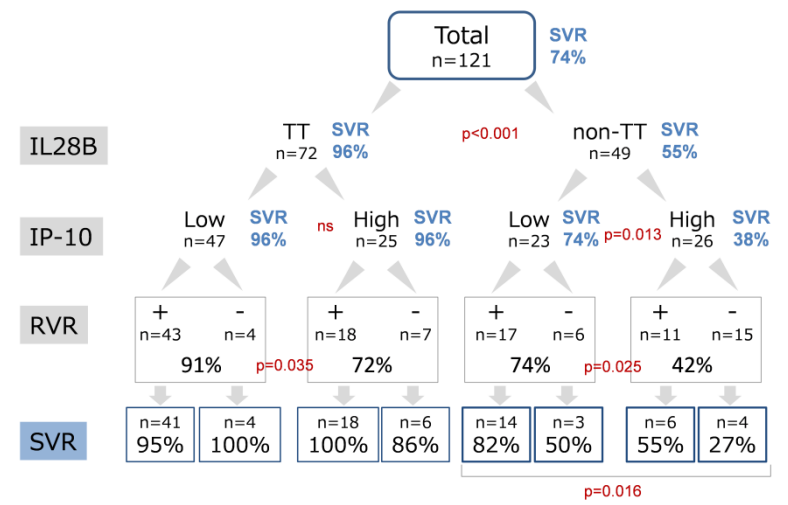 Total
n=121
SVR
74%
IL28B
TT
n=72
SVR
96%
p<0.001
non-TT
n=49
SVR
55%
IP-10
Low
n=47
SVR
96%
ns
High
n=25
SVR
96%
Low
n=23
SVR
74%
p=0.013
High
n=26
SVR
38%
RVR
+ -
n=43 n=4
91%
p=0.035
+ -
n=18 n=7
72%
+ -
n=17 n=6
74%
p=0.025
+ -
n=11 n=15
42%
SVR
n=41
95%
n=4
100%
n=18
100%
n=6
86%
n=14
82%
n=3
50%
n=6
55%
n=4
27%
p=0.016